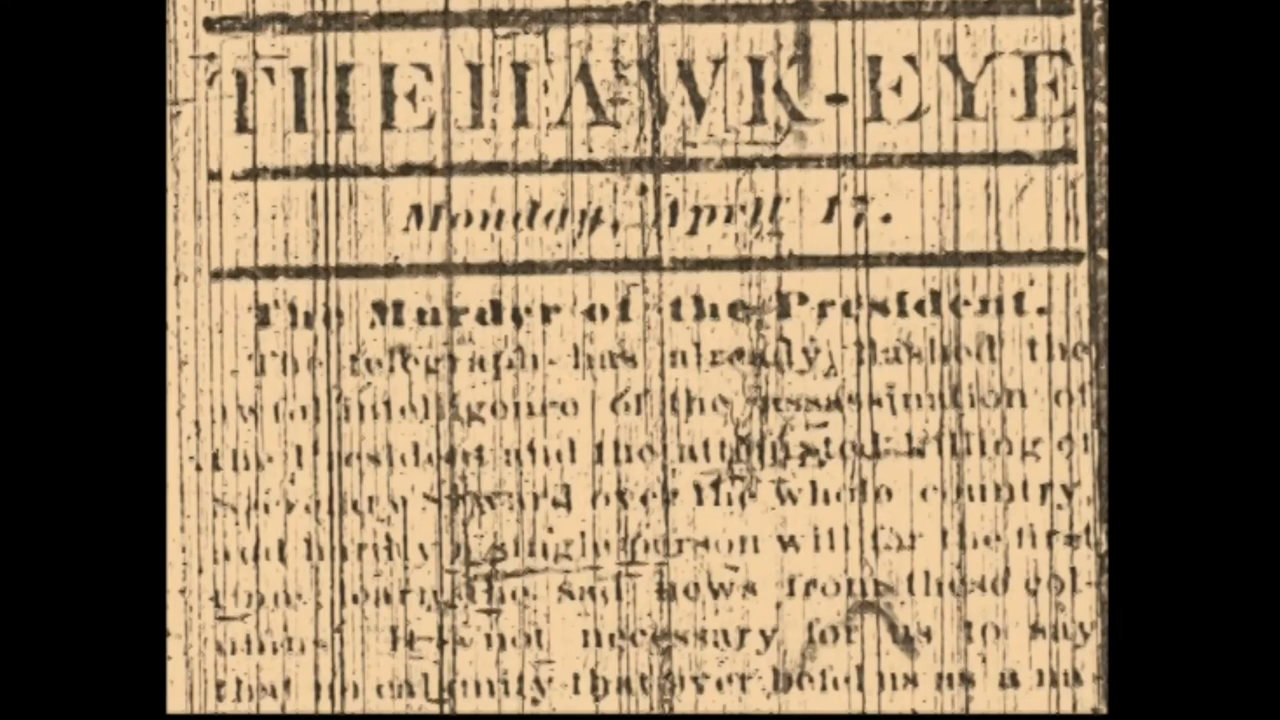 THE HAWK-EYE
Monday, April 17.
The Murder of the President.
The telegraph has already flashed the
awful intelligence of the assassination of
the President and the attempted killing of
Secretary Seward over the whole country,
and hardly a single person will for the first
time learn the sad news from these col-
umns. It is not necessary for us to say
that no calamity that ever befel us as a na-